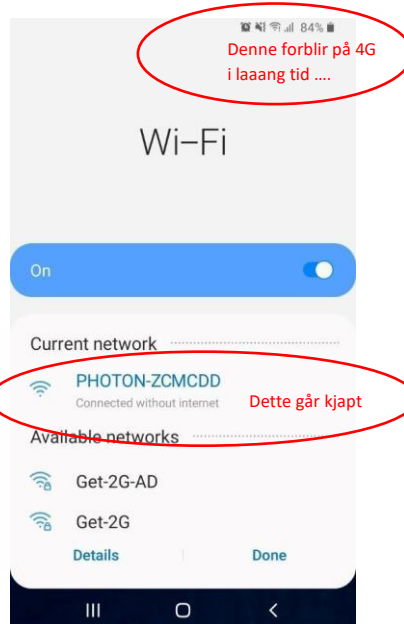 84%
Denne forblir på 4G
i laaang tid ....
Wi-Fi
On
Current network
PHOTON-ZCMCDD
Connected without internet
Dette går kjapt
Available networks
Get-2G-AD
Get-2G
Details Done